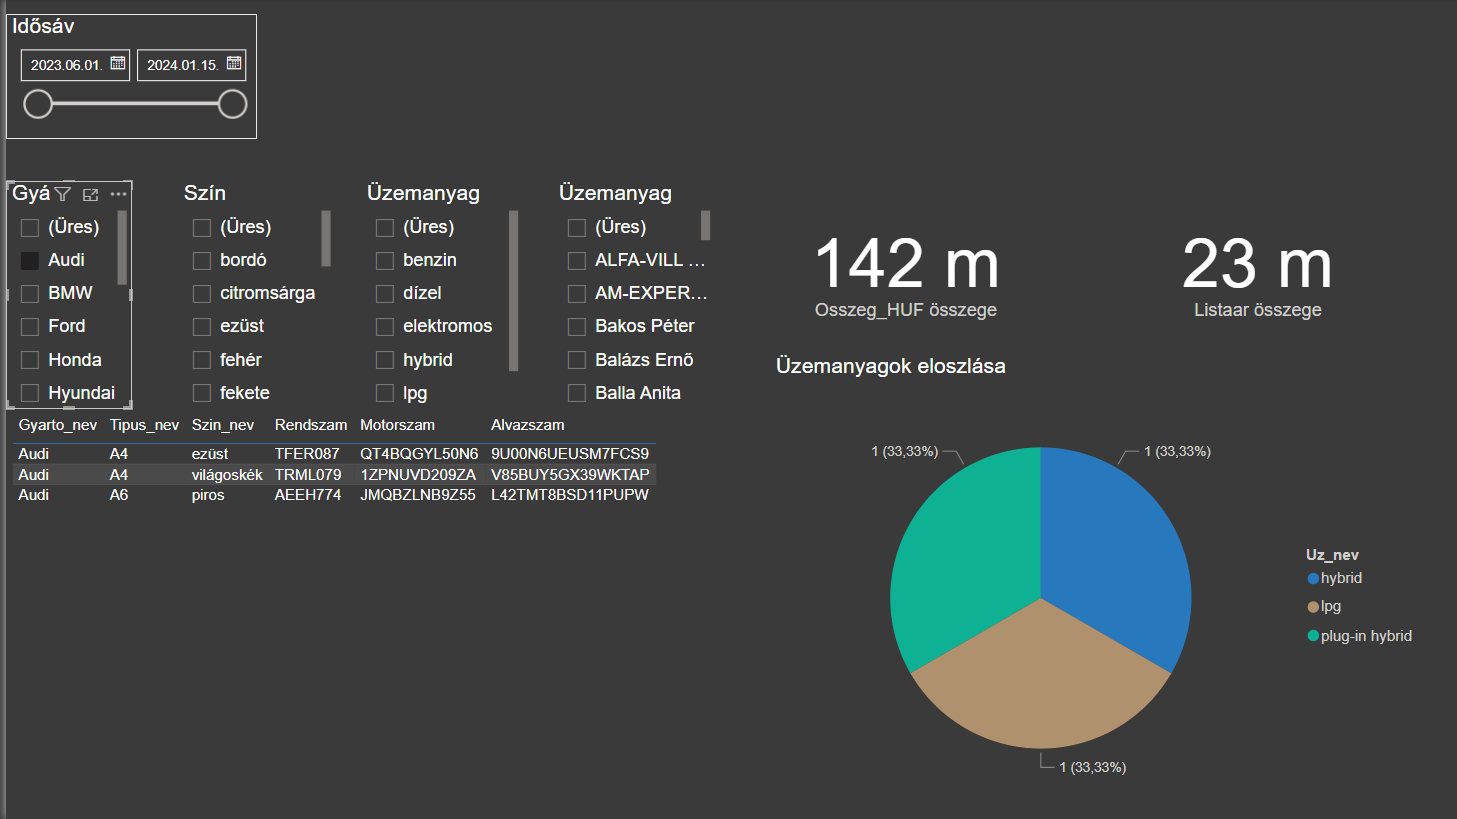 Idősáv
2023.06.01.
2024.01.15.
Gyá
(Üres)
Audi
BMW
Ford
Honda
Hyundai
Szín
(Üres)
bordó
citromsárga
ezüst
fehér
fekete
Üzemanyag
(Üres)
benzin
dízel
elektromos
hybrid
lpg
Üzemanyag
(Üres)
ALFA-VILL ...
AM-EXPER...
Bakos Péter
Balázs Ernő
Balla Anita
142 m
Osszeg_HUF összege
23 m
Listaar összege
Gyarto_nev Tipus_nev Szin_nev Rendszam Motorszam Alvazszam
Audi A4 ezüst TFER087 QT4BQGYL50N6 9U00N6UEUSM7FCS9
Audi A4 világoskék TRML079 1ZPNUVD209ZA V85BUY5GX39WKTAP
Audi A6 piros AEEH774 JMQBZLNB9Z55 L42TMT8BSD11PUPW
Üzemanyagok eloszlása
1 (33,33%)
1 (33,33%)
1 (33,33%)
Uz_nev
hybrid
lpg
plug-in hybrid